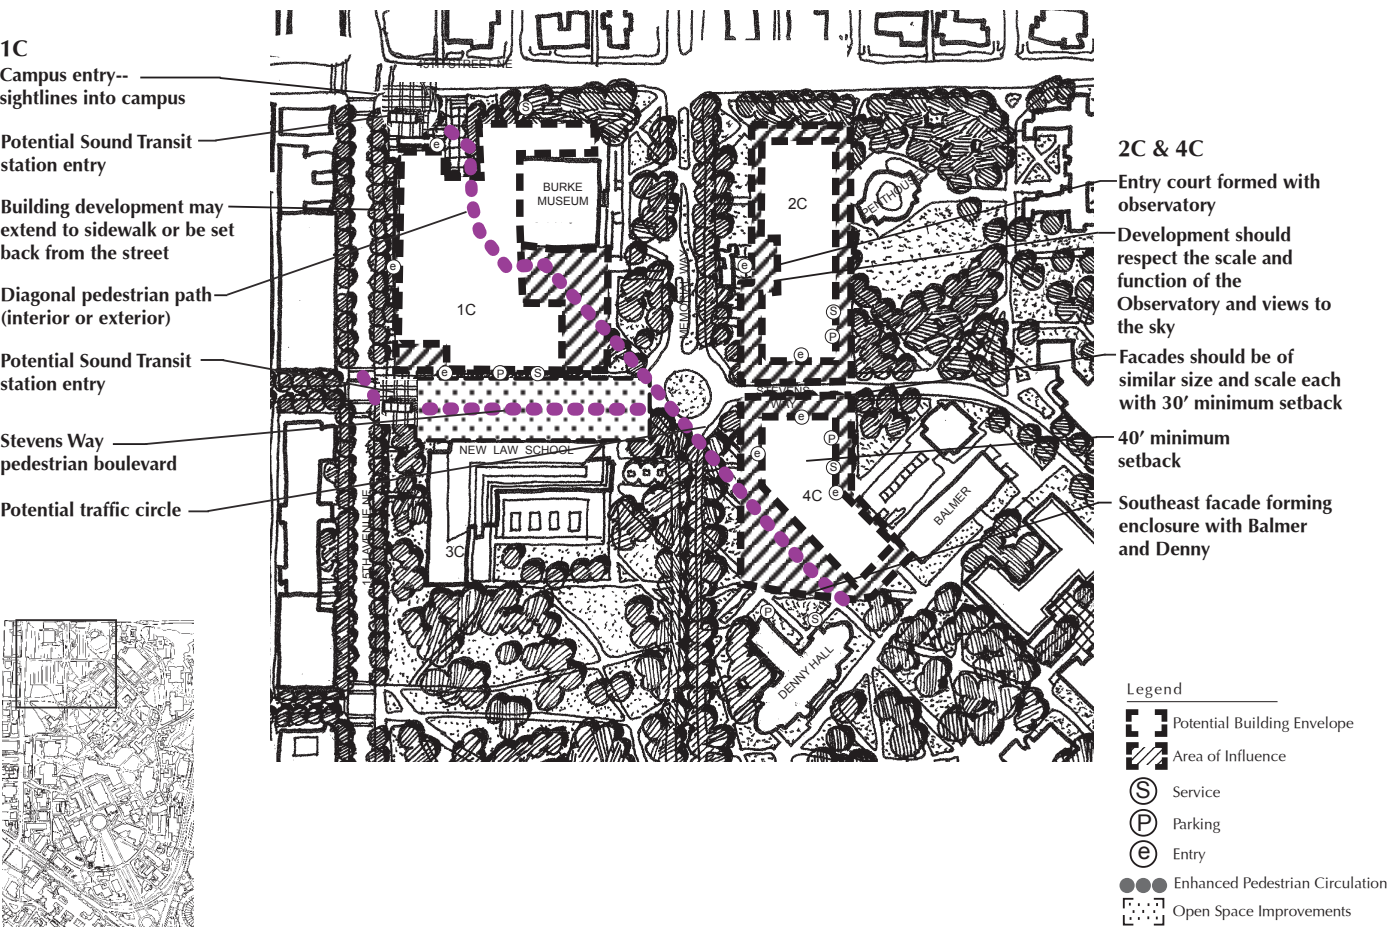 1C
Campus entry--
sightlines into campus
Potential Sound Transit
station entry
Building development may
extend to sidewalk or be set
back from the street
Diagonal pedestrian path
(interior or exterior)
Potential Sound Transit
station entry
Stevens Way
pedestrian boulevard
Potential traffic circle
45TH STREET NE
BURKE
MUSEUM
1C
MEMORIAL WAY
15TH AVENUE NE
NEW LAW SCHOOL
3C
2C
STEVENS
WAY
4C
PENTHOUSE
BALMER
DENNY HALL
S
e
e
e
P
S
e
S
P
e
e
P
e
S
e
P
S
2C & 4C
Entry court formed with
observatory
Development should
respect the scale and
function of the
Observatory and views to
the sky
Facades should be of
similar size and scale each
with 30’ minimum setback
40’ minimum
setback
Southeast facade forming
enclosure with Balmer
and Denny
Legend
Potential Building Envelope
Area of Influence
S Service
P Parking
e Entry
Enhanced Pedestrian Circulation
Open Space Improvements